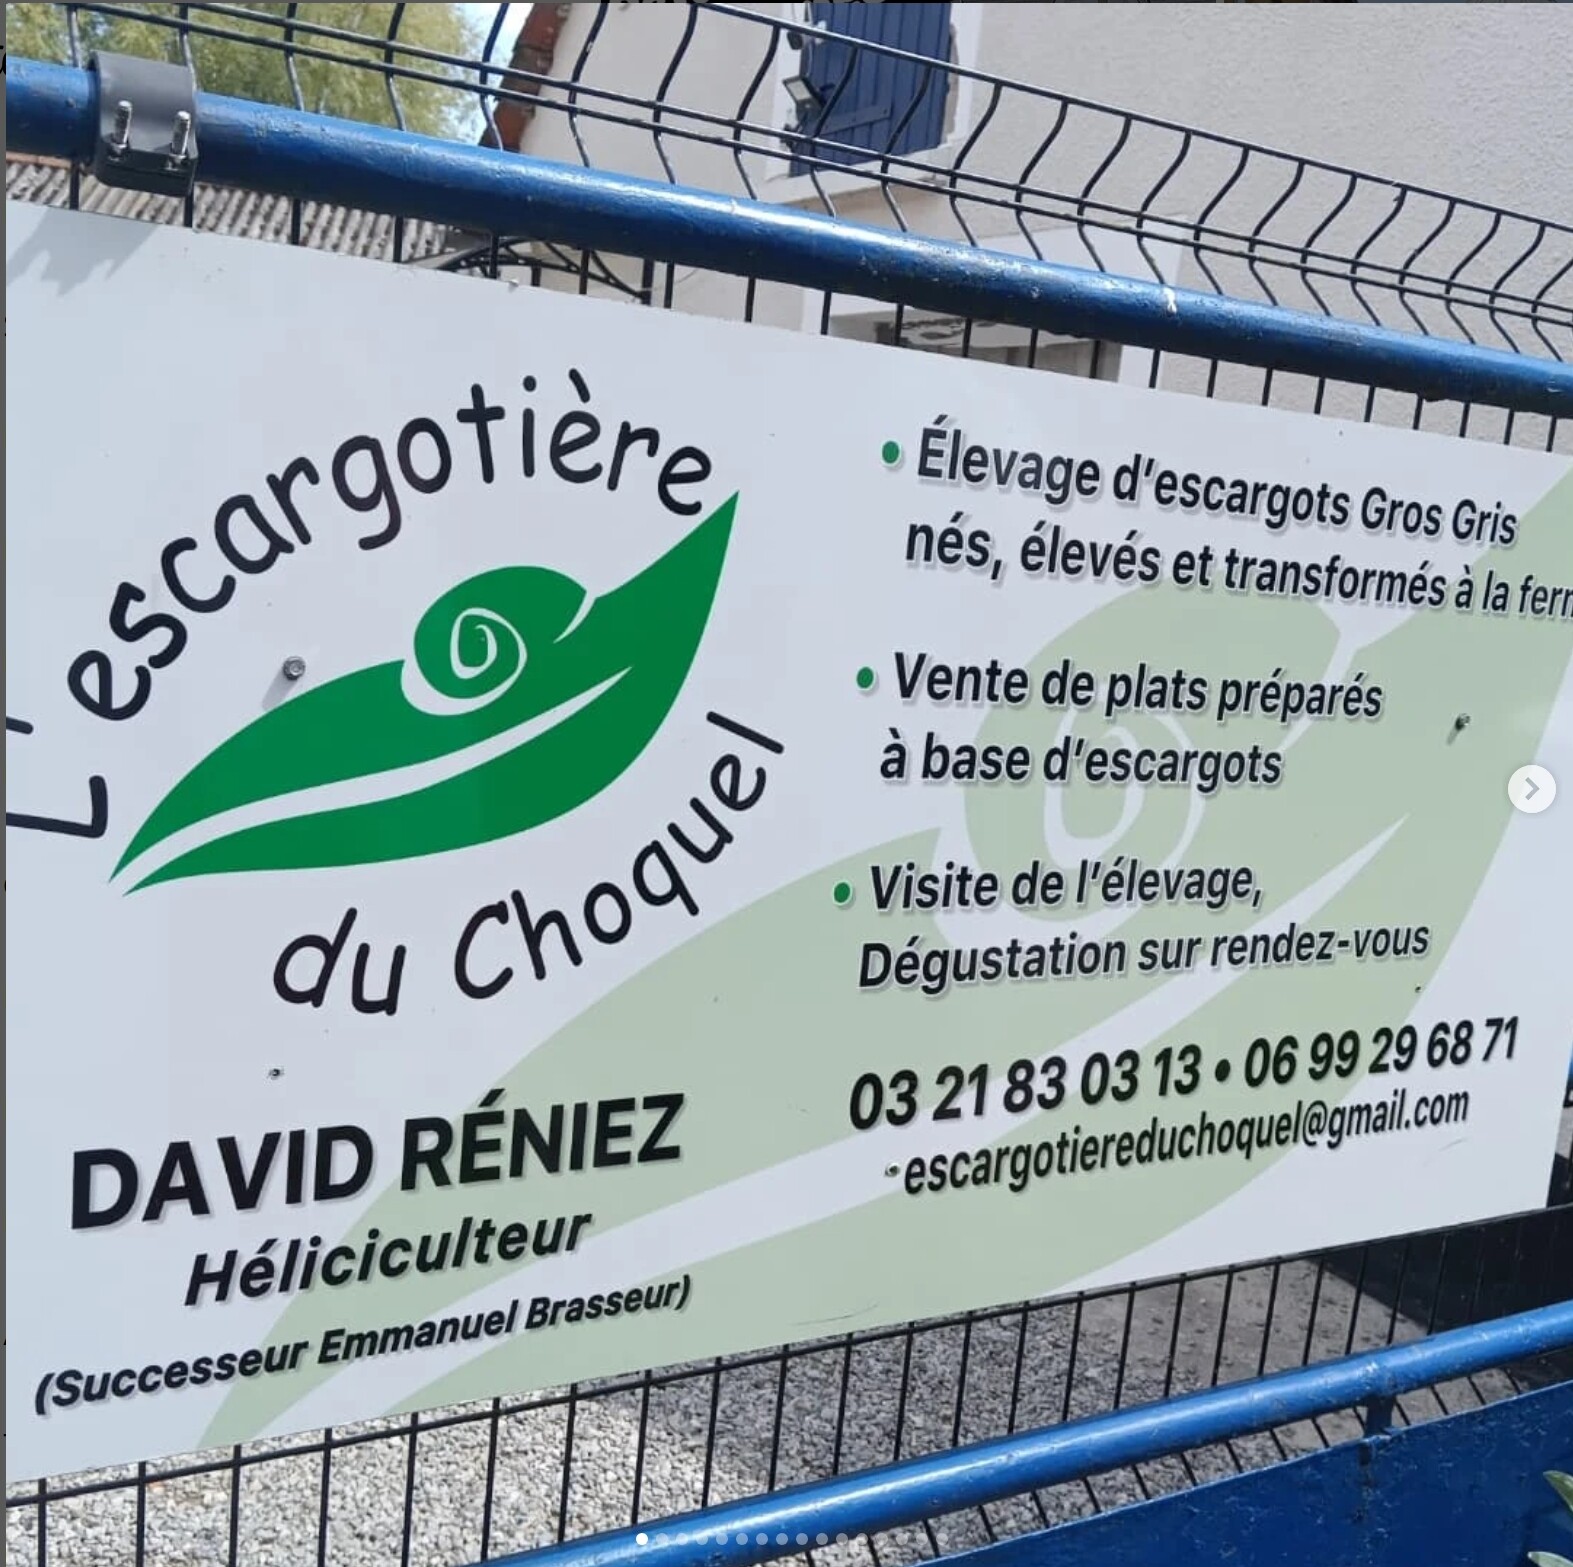 L'escargotière
du Choquel
DAVID RÉNIEZ
Héliciculteur
(Successeur Emmanuel Brasseur)
• Élevage d'escargots Gros Gris
nés, élevés et transformés à la
• Vente de plats préparés
à base d'escargots
• Visite de l'élevage,
Dégustation sur rendez-vous
03 21 83 03 13 • 06 99 29 68 71
escargotiereduchoquel@gmail.com